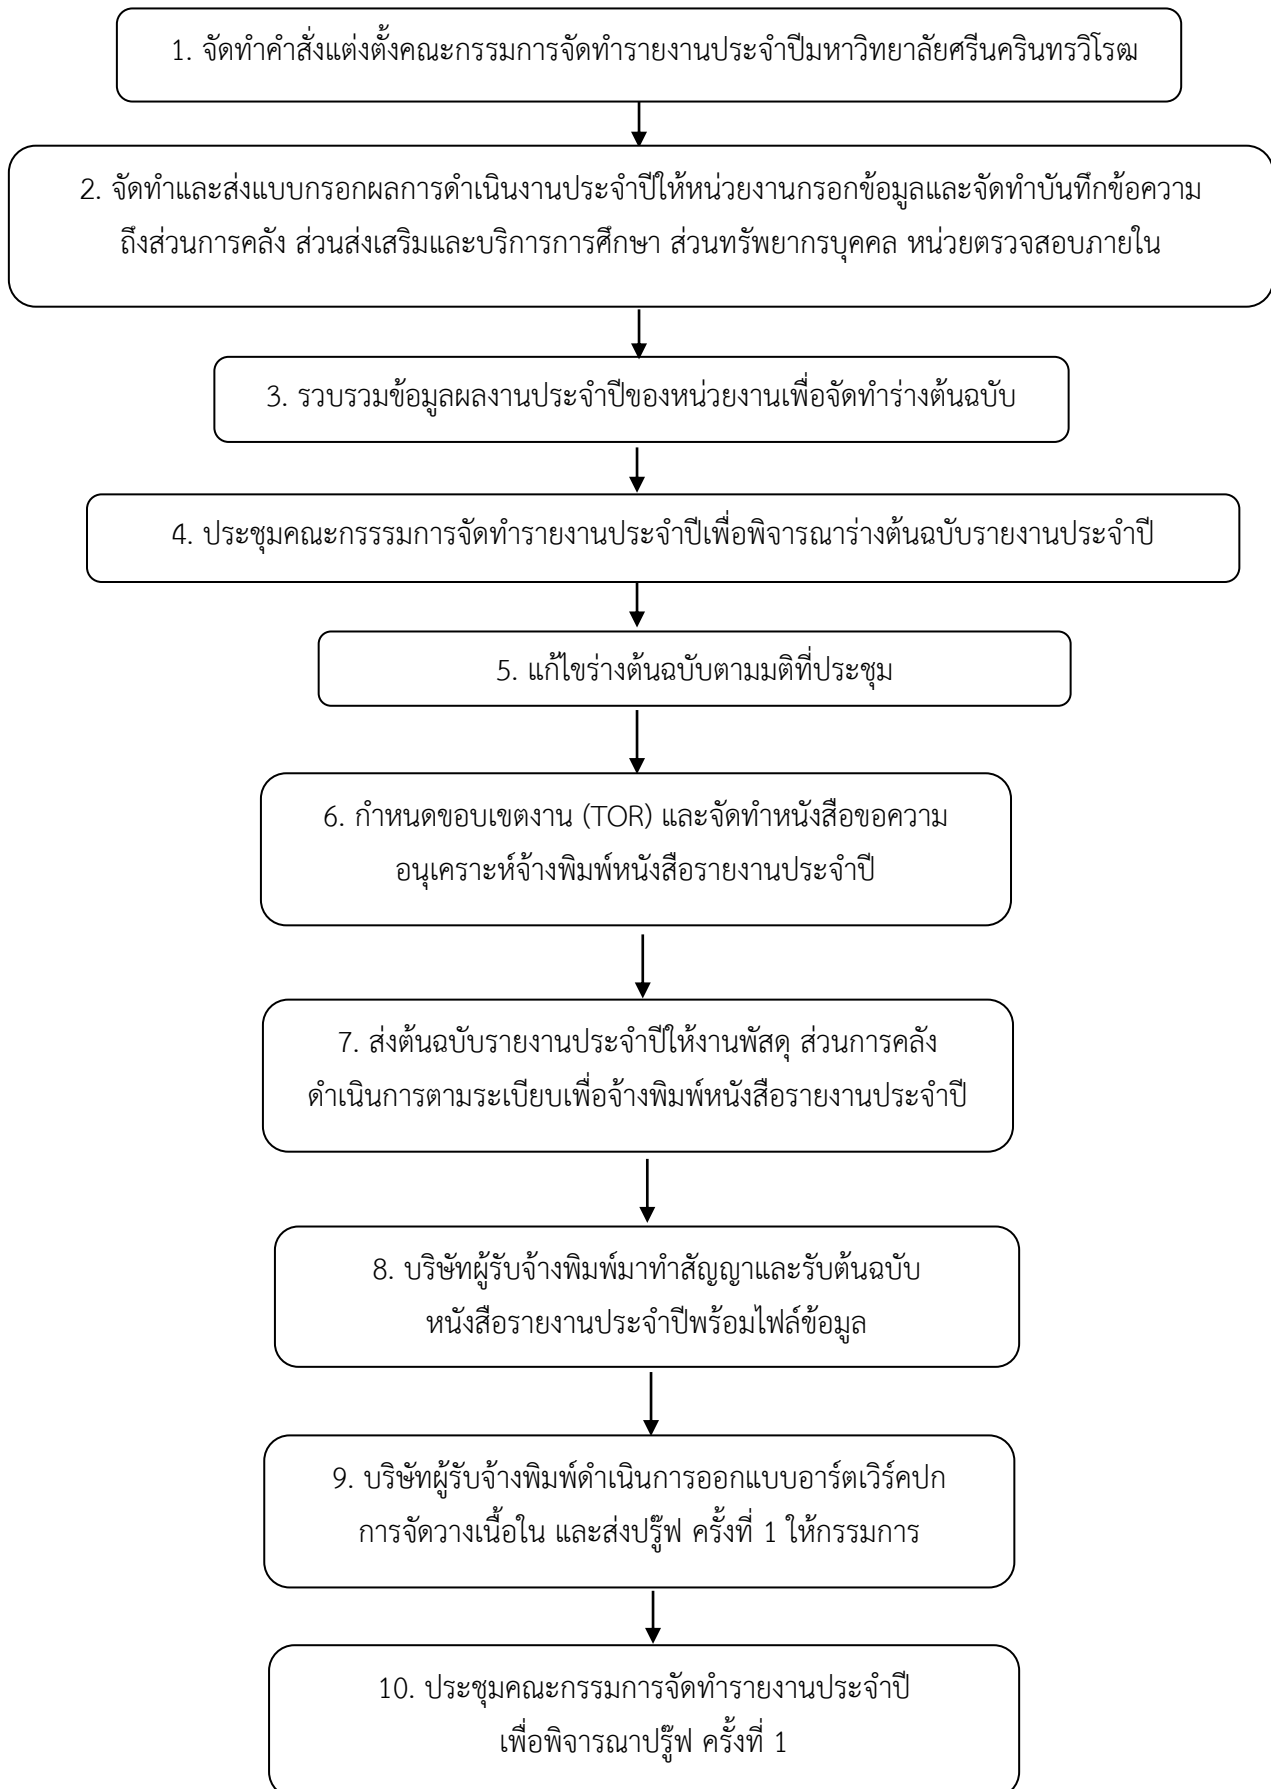 1. จัดทำคำสั่งแต่งตั้งคณะกรรมการจัดทำรายงานประจำปีมหาวิทยาลัยศรีนครินทรวิโรฒ
2. จัดทำและส่งแบบกรอกผลการดำเนินงานประจำปีให้หน่วยงานกรอกข้อมูลและจัดทำบันทึกข้อความ
ถึงส่วนการคลัง ส่วนส่งเสริมและบริการการศึกษา ส่วนทรัพยากรบุคคล หน่วยตรวจสอบภายใน
3. รวบรวมข้อมูลผลงานประจำปีของหน่วยงานเพื่อจัดทำร่างต้นฉบับ
4. ประชุมคณะกรรรมการจัดทำรายงานประจำปีเพื่อพิจารณาร่างต้นฉบับรายงานประจำปี
5. แก้ไขร่างต้นฉบับตามมติที่ประชุม
6. กำหนดขอบเขตงาน (TOR) และจัดทำหนังสือขอความ
อนุเคราะห์จ้างพิมพ์หนังสือรายงานประจำปี
7. ส่งต้นฉบับรายงานประจำปีให้งานพัสดุ ส่วนการคลัง
ดำเนินการตามระเบียบเพื่อจ้างพิมพ์หนังสือรายงานประจำปี
8. บริษัทผู้รับจ้างพิมพ์มาทำสัญญาและรับต้นฉบับ
หนังสือรายงานประจำปีพร้อมไฟล์ข้อมูล
9. บริษัทผู้รับจ้างพิมพ์ดำเนินการออกแบบอาร์ตเวิร์คปก
การจัดวางเนื้อใน และส่งปรู๊ฟ ครั้งที่ 1 ให้กรรมการ
10. ประชุมคณะกรรมการจัดทำรายงานประจำปี
เพื่อพิจารณาปรู๊ฟ ครั้งที่ 1